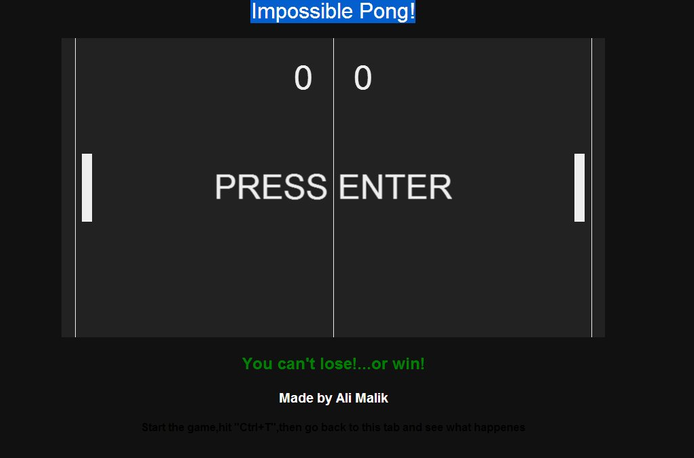 Impossible Pong!
0 0
PRESS ENTER
You can't lose!...or win!
Made by Ali Malik
Start the game,hit "Ctrl+T",then go back to this tab and see what happenes